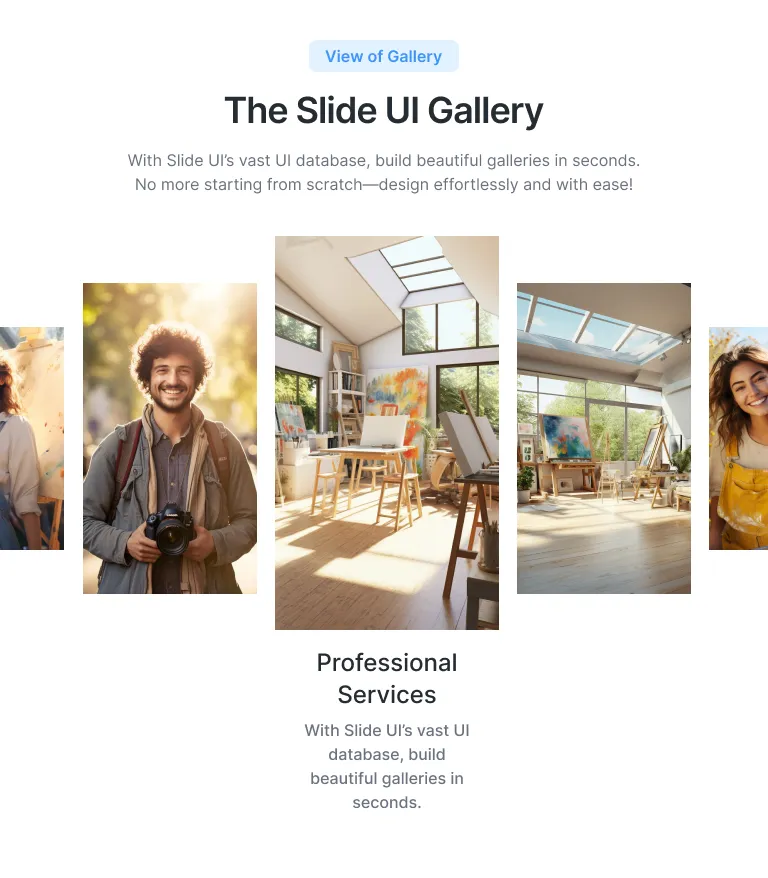 View of Gallery
The Slide UI Gallery
With Slide UI’s vast UI database, build beautiful galleries in seconds.
No more starting from scratch—design effortlessly and with ease!
Professional
Services
With Slide UI’s vast UI
database, build
beautiful galleries in
seconds.